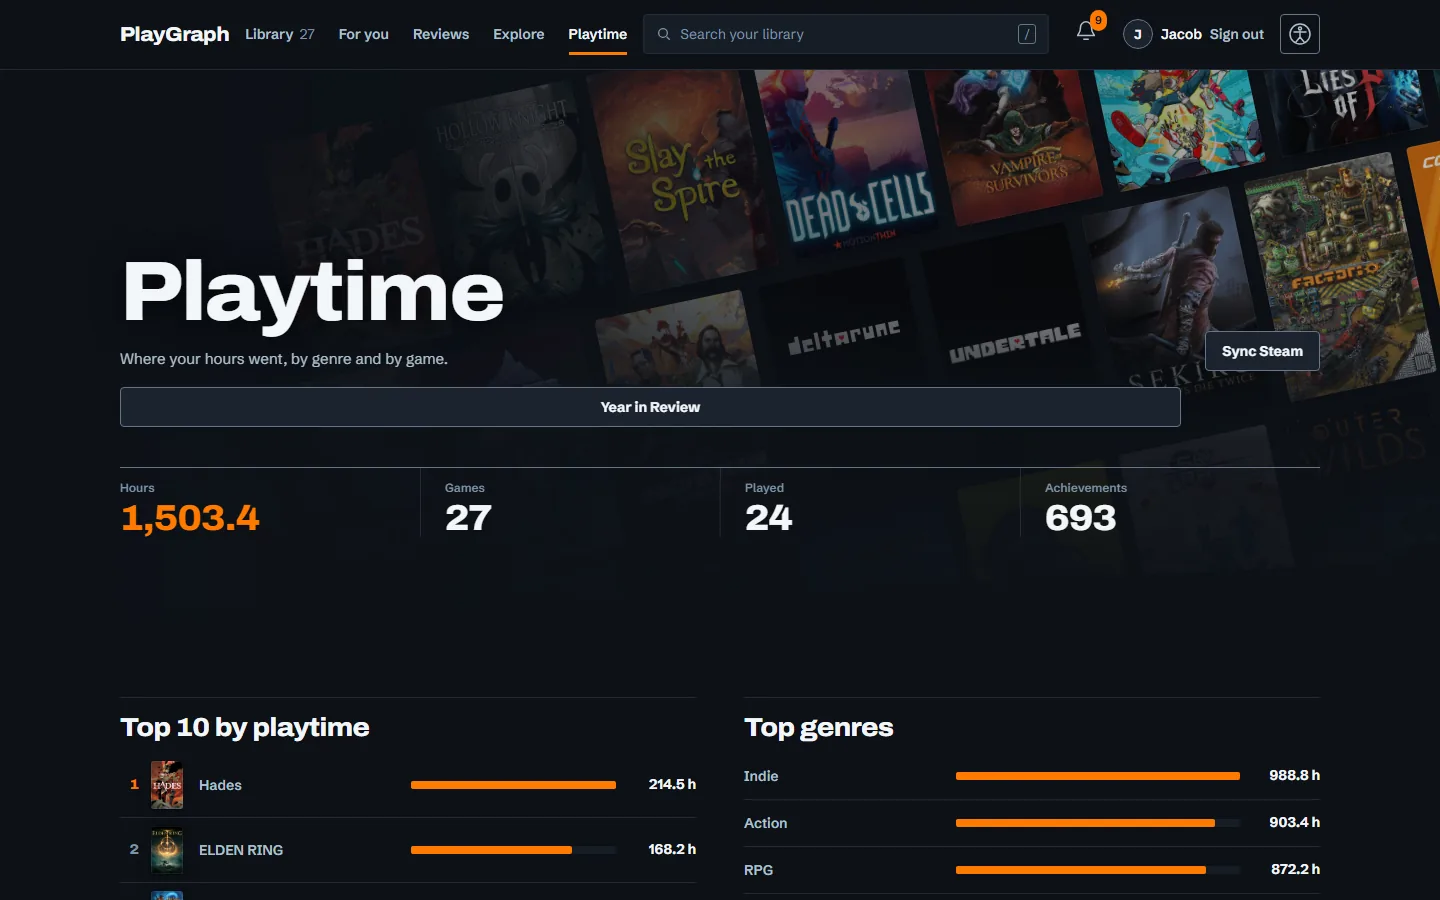 PlayGraph Library 27 For you Reviews Explore Playtime Search your library / 9 J Jacob Sign out
HOLLOW KNIGHT
HADES
Slay the Spire
DEAD CELLS
MOTION TWIN
VAMPIRE SURVIVORS
LIES OF P
FACTORIO
deltarune
UNDERTALE
SEKIRO
OUTER WILDS
Playtime
Where your hours went, by genre and by game.
Sync Steam
Year in Review
Hours
1,503.4
Games
27
Played
24
Achievements
693
Top 10 by playtime
1 HADES Hades 214.5 h
2 ELDEN RING 168.2 h
Top genres
Indie 988.8 h
Action 903.4 h
RPG 872.2 h